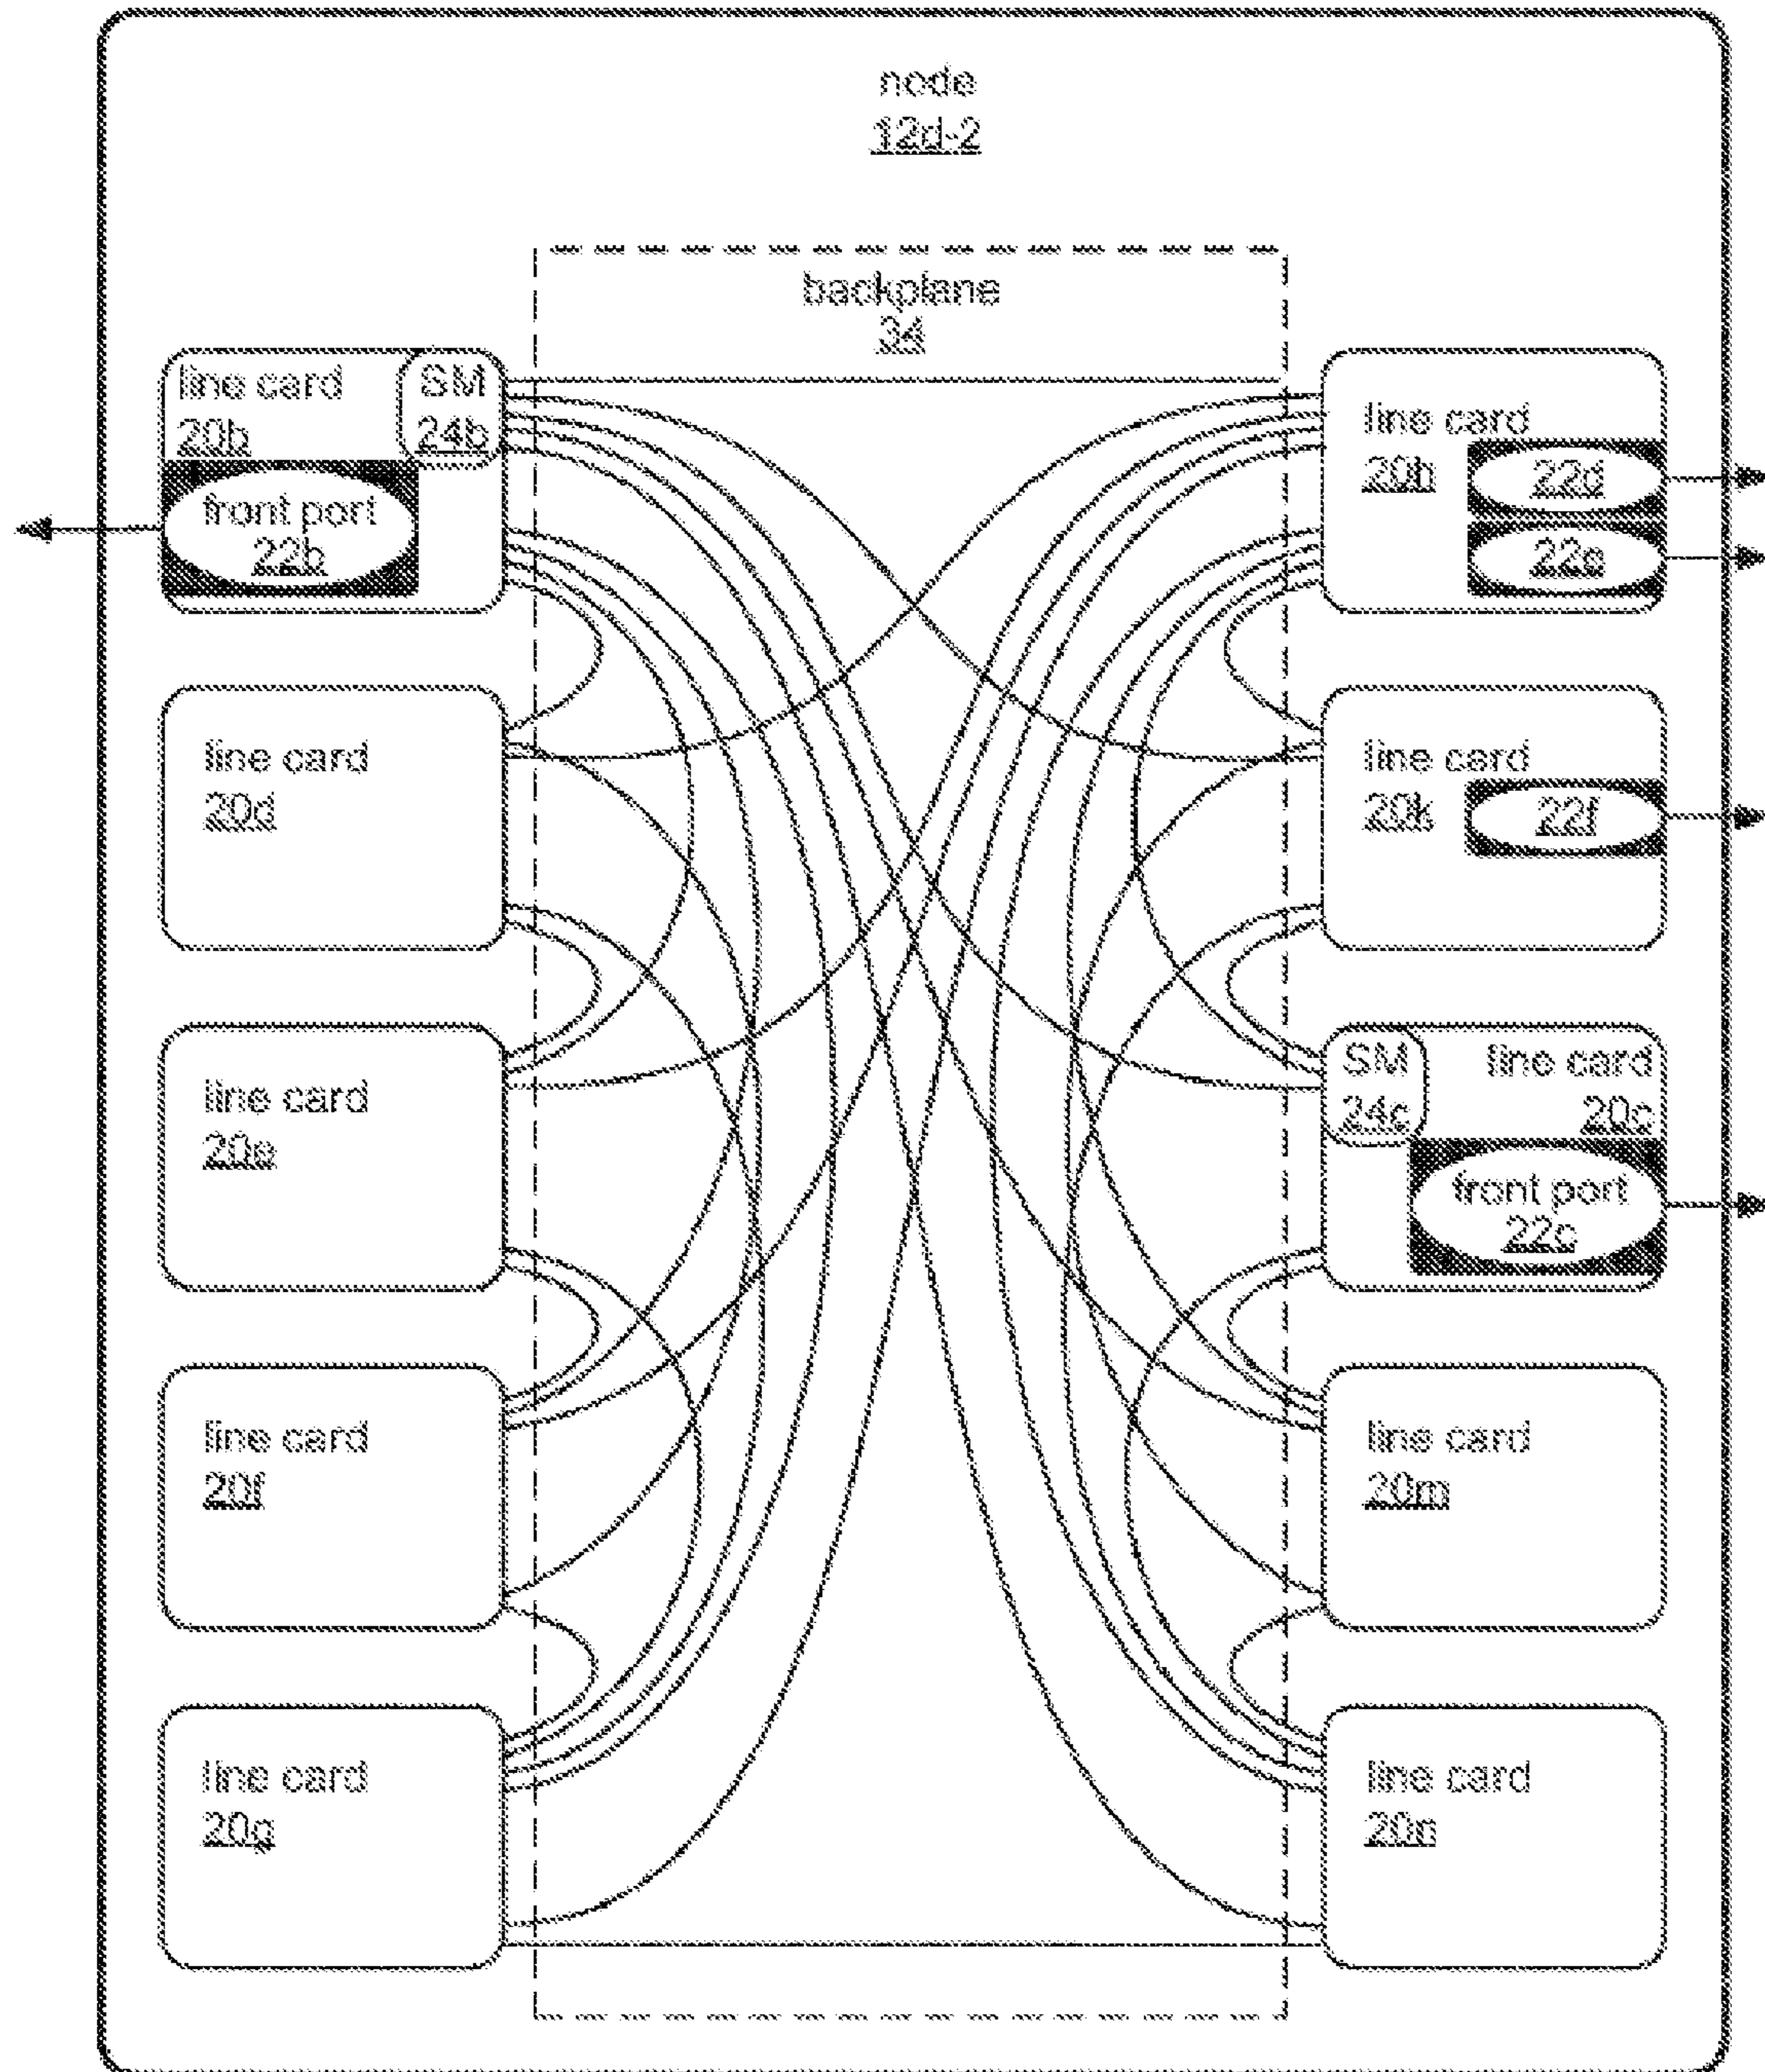 node
12d-2
backplane
34
line card
20b
SM
24b
front port
22b
line card
20h
22d
22e
line card
20d
line card
20k
22f
line card
20e
SM
24c
line card
20c
front port
22c
line card
20f
line card
20m
line card
20g
line card
20n